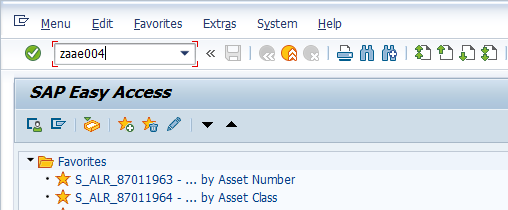 Menu Edit Favorites Extras System Help
zaae004
SAP Easy Access
Favorites
S_ALR_87011963 - ... by Asset Number
S_ALR_87011964 - ... by Asset Class